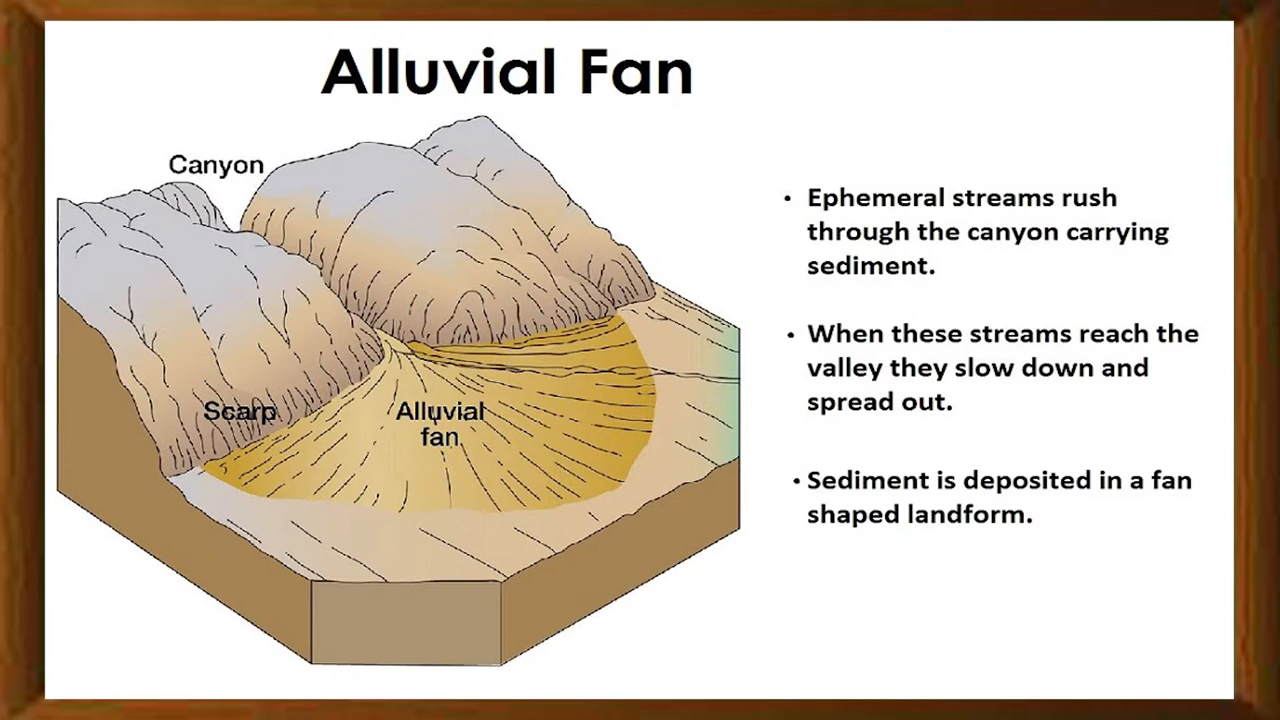 Alluvial Fan
Canyon
Scarp
Alluvial
fan
• Ephemeral streams rush
through the canyon carrying
sediment.
• When these streams reach the
valley they slow down and
spread out.
• Sediment is deposited in a fan
shaped landform.